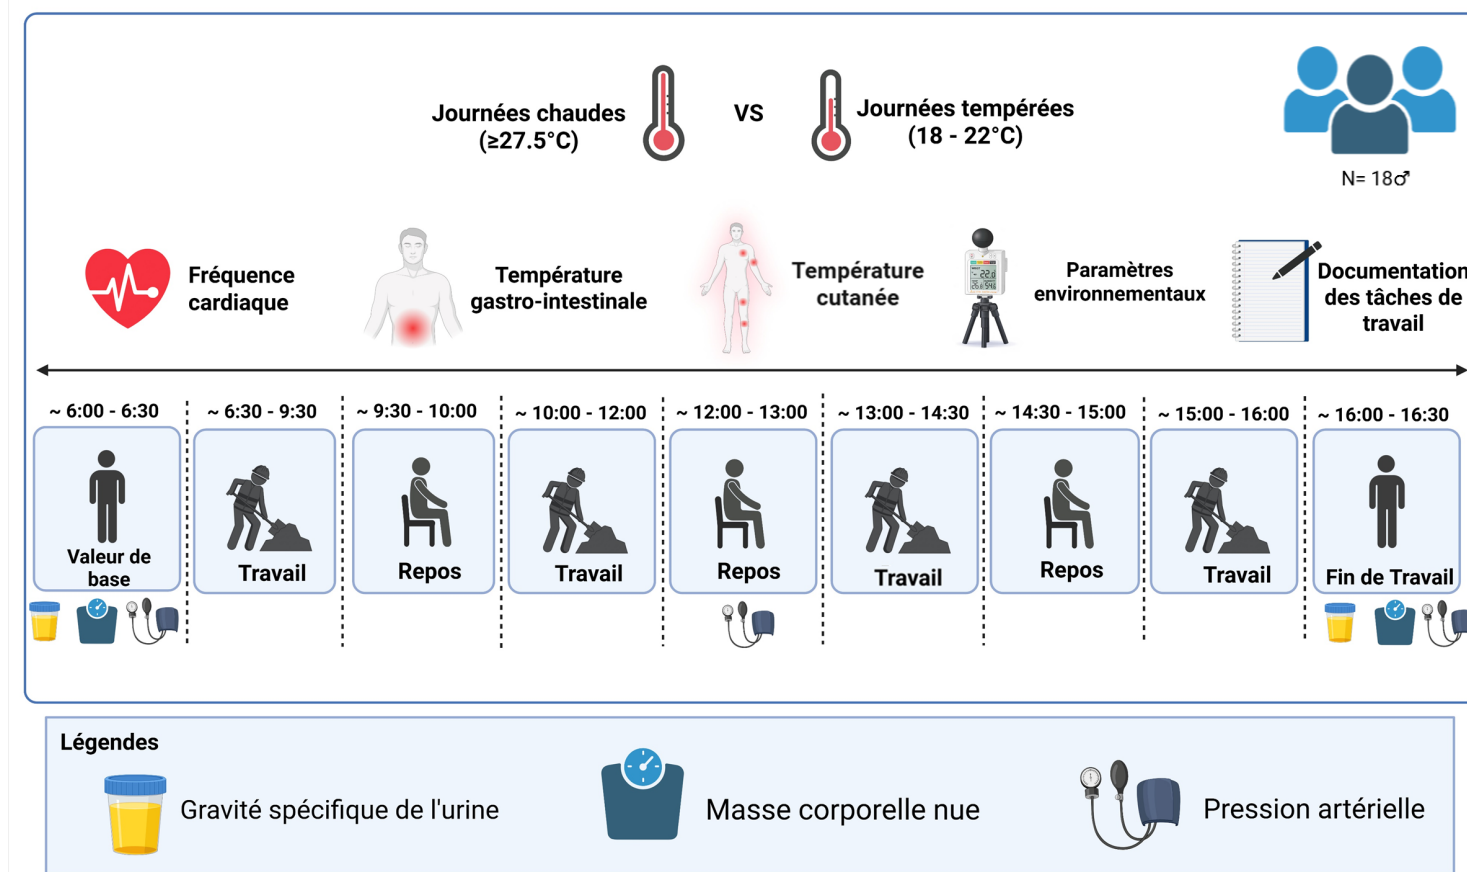 Journées chaudes
(≥27.5°C)
VS
Journées tempérées
(18 - 22°C)
N= 18♂
Fréquence
cardiaque
Température
gastro-intestinale
Température
cutanée
Paramètres
environnementaux
Documentation
des tâches de
travail
~ 6:00 - 6:30
~ 6:30 - 9:30
~ 9:30 - 10:00
~ 10:00 - 12:00
~ 12:00 - 13:00
~ 13:00 - 14:30
~ 14:30 - 15:00
~ 15:00 - 16:00
~ 16:00 - 16:30
Valeur de
base
Travail
Repos
Travail
Repos
Travail
Repos
Travail
Fin de Travail
Légendes
Gravité spécifique de l'urine
Masse corporelle nue
Pression artérielle